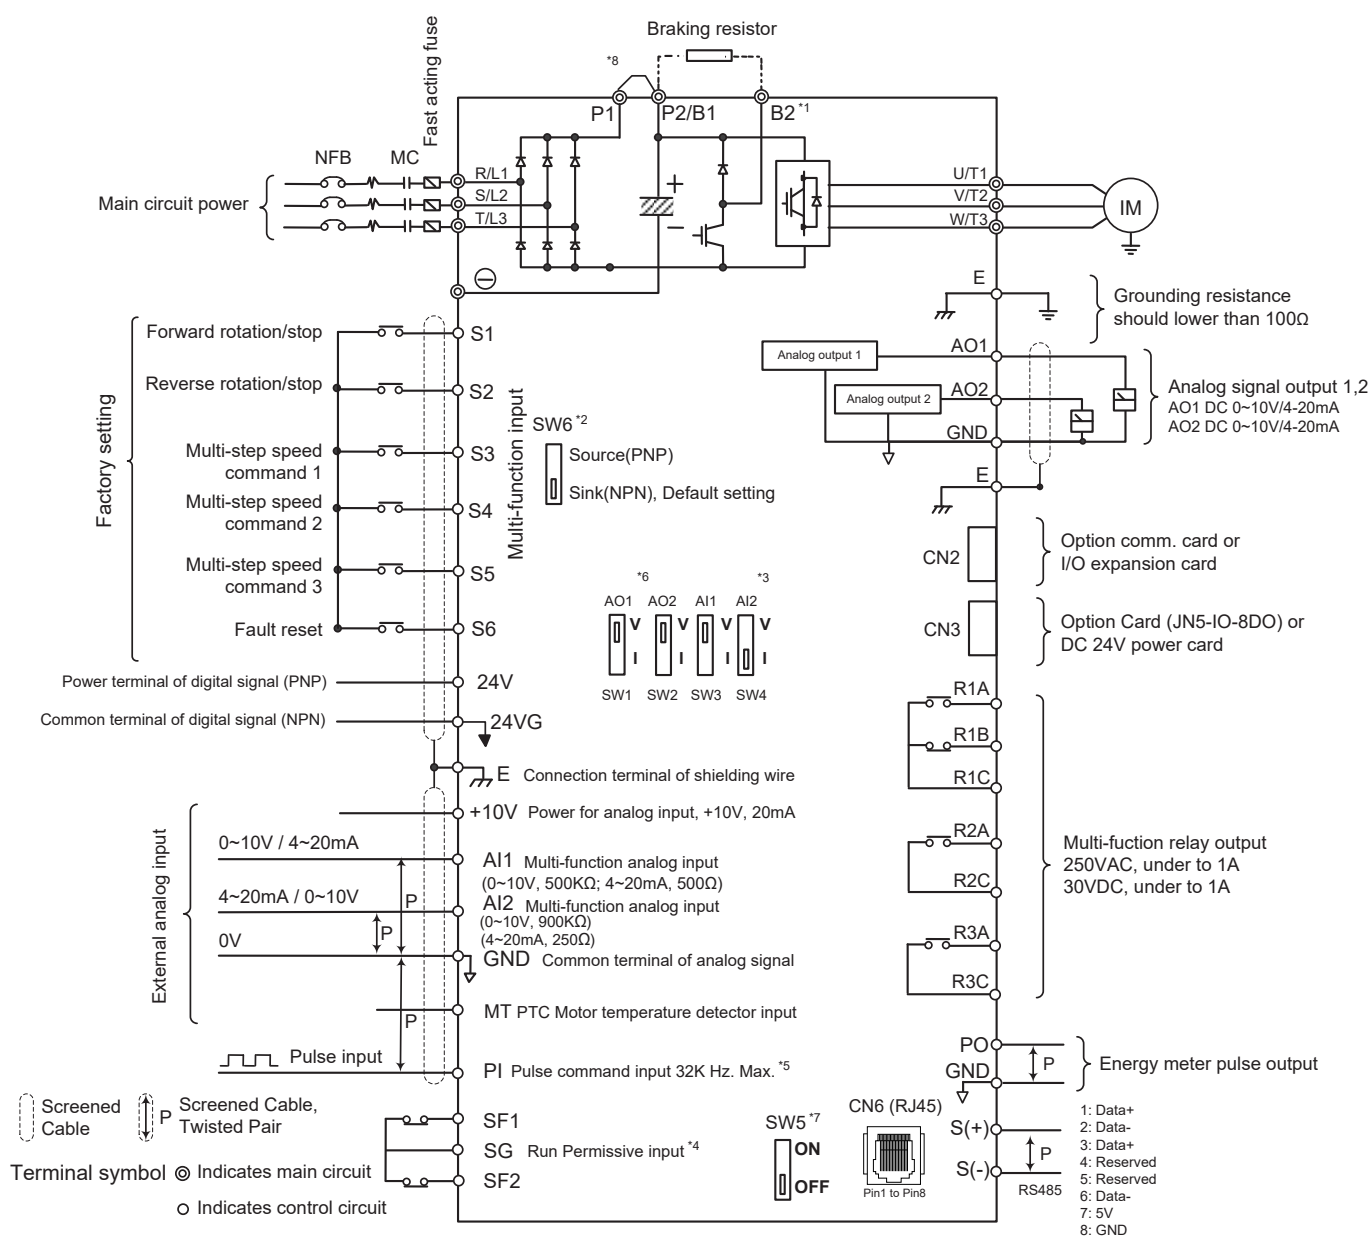 Braking resistor
Fast acting fuse
*8
P1
P2/B1
B2 *1
NFB
MC
Main circuit power
R/L1
S/L2
T/L3
+
−
⊖
U/T1
V/T2
W/T3
IM
E
Grounding resistance
should lower than 100Ω
Factory setting
Forward rotation/stop
S1
Reverse rotation/stop
S2
Multi-step speed
command 1
S3
Multi-step speed
command 2
S4
Multi-step speed
command 3
S5
Fault reset
S6
Multi-function input
SW6 *2
Source(PNP)
Sink(NPN), Default setting
Analog output 1
AO1
Analog output 2
AO2
GND
Analog signal output 1,2
AO1 DC 0~10V/4-20mA
AO2 DC 0~10V/4-20mA
E
CN2
Option comm. card or
I/O expansion card
CN3
Option Card (JN5-IO-8DO) or
DC 24V power card
*6
*3
AO1 AO2 AI1 AI2
V V V V
I I I I
SW1 SW2 SW3 SW4
Power terminal of digital signal (PNP)
24V
Common terminal of digital signal (NPN)
24VG
E Connection terminal of shielding wire
R1A
R1B
R1C
R2A
R2C
R3A
R3C
Multi-fuction relay output
250VAC, under to 1A
30VDC, under to 1A
External analog input
+10V Power for analog input, +10V, 20mA
0~10V / 4~20mA
AI1 Multi-function analog input
(0~10V, 500KΩ; 4~20mA, 500Ω)
4~20mA / 0~10V
P
AI2 Multi-function analog input
(0~10V, 900KΩ)
(4~20mA, 250Ω)
P
0V
GND Common terminal of analog signal
MT PTC Motor temperature detector input
P
Pulse input
PI Pulse command input 32K Hz. Max. *5
PO
GND
P
Energy meter pulse output
Screened
Cable
P
Screened Cable,
Twisted Pair
Terminal symbol
Indicates main circuit
Indicates control circuit
SF1
SG Run Permissive input *4
SF2
SW5 *7
ON
OFF
CN6 (RJ45)
Pin1 to Pin8
S(+)
S(-)
P
RS485
1: Data+
2: Data-
3: Data+
4: Reserved
5: Reserved
6: Data-
7: 5V
8: GND